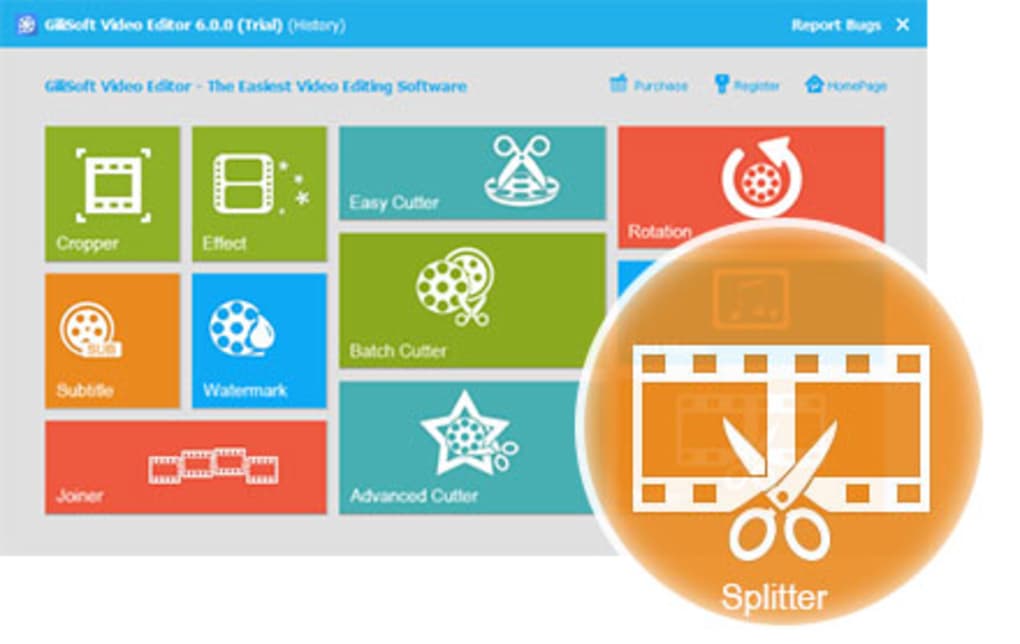 GiliSoft Video Editor 6.0.0 (Trial) (History)
Report Bugs
GiliSoft Video Editor - The Easiest Video Editing Software
Purchase
Register
HomePage
Cropper
Effect
Easy Cutter
Rotation
Subtitle
SUB
Watermark
Batch Cutter
Joiner
Advanced Cutter
Splitter